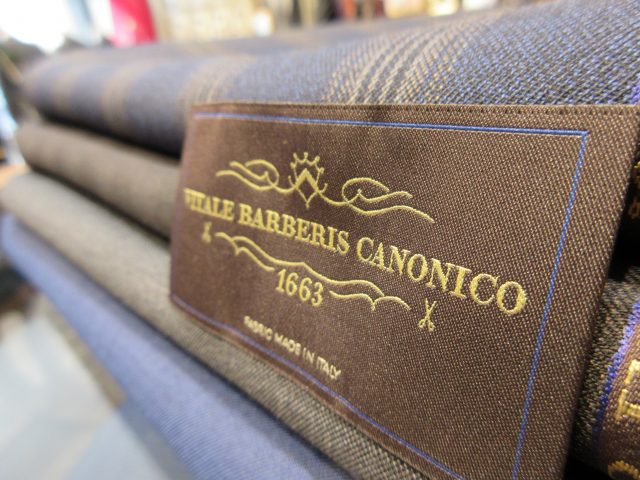 VITALE BARBERIS CANONICO
1663
FABRIC MADE IN ITALY